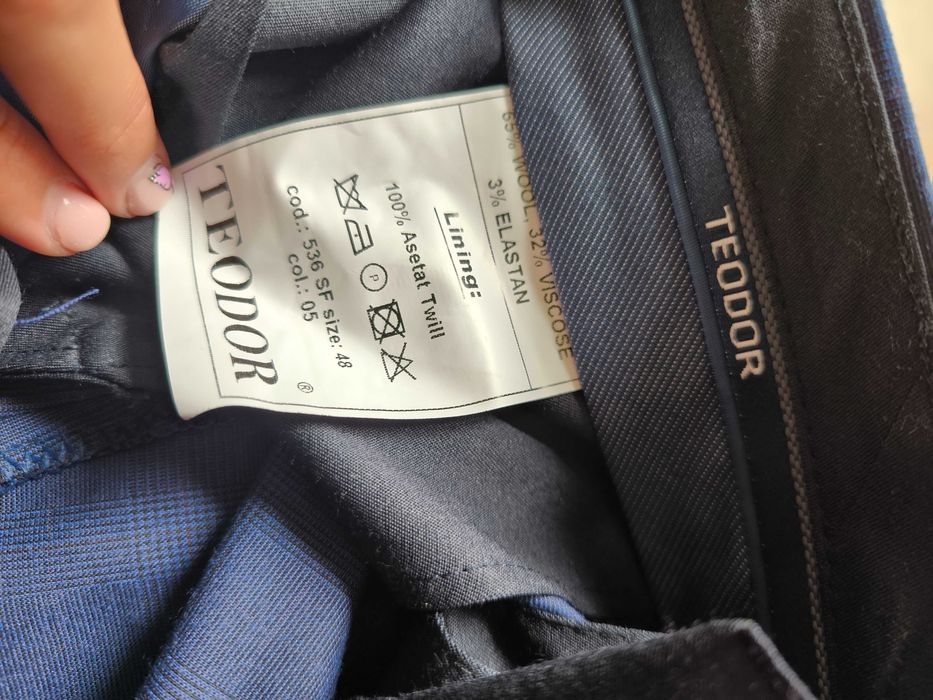 TEODOR
65% WOOL, 32% VISCOSE
3% ELASTAN
Lining:
100% Asetat Twill
P
cod.: 536 SF size: 48
col.: 05
TEODOR®